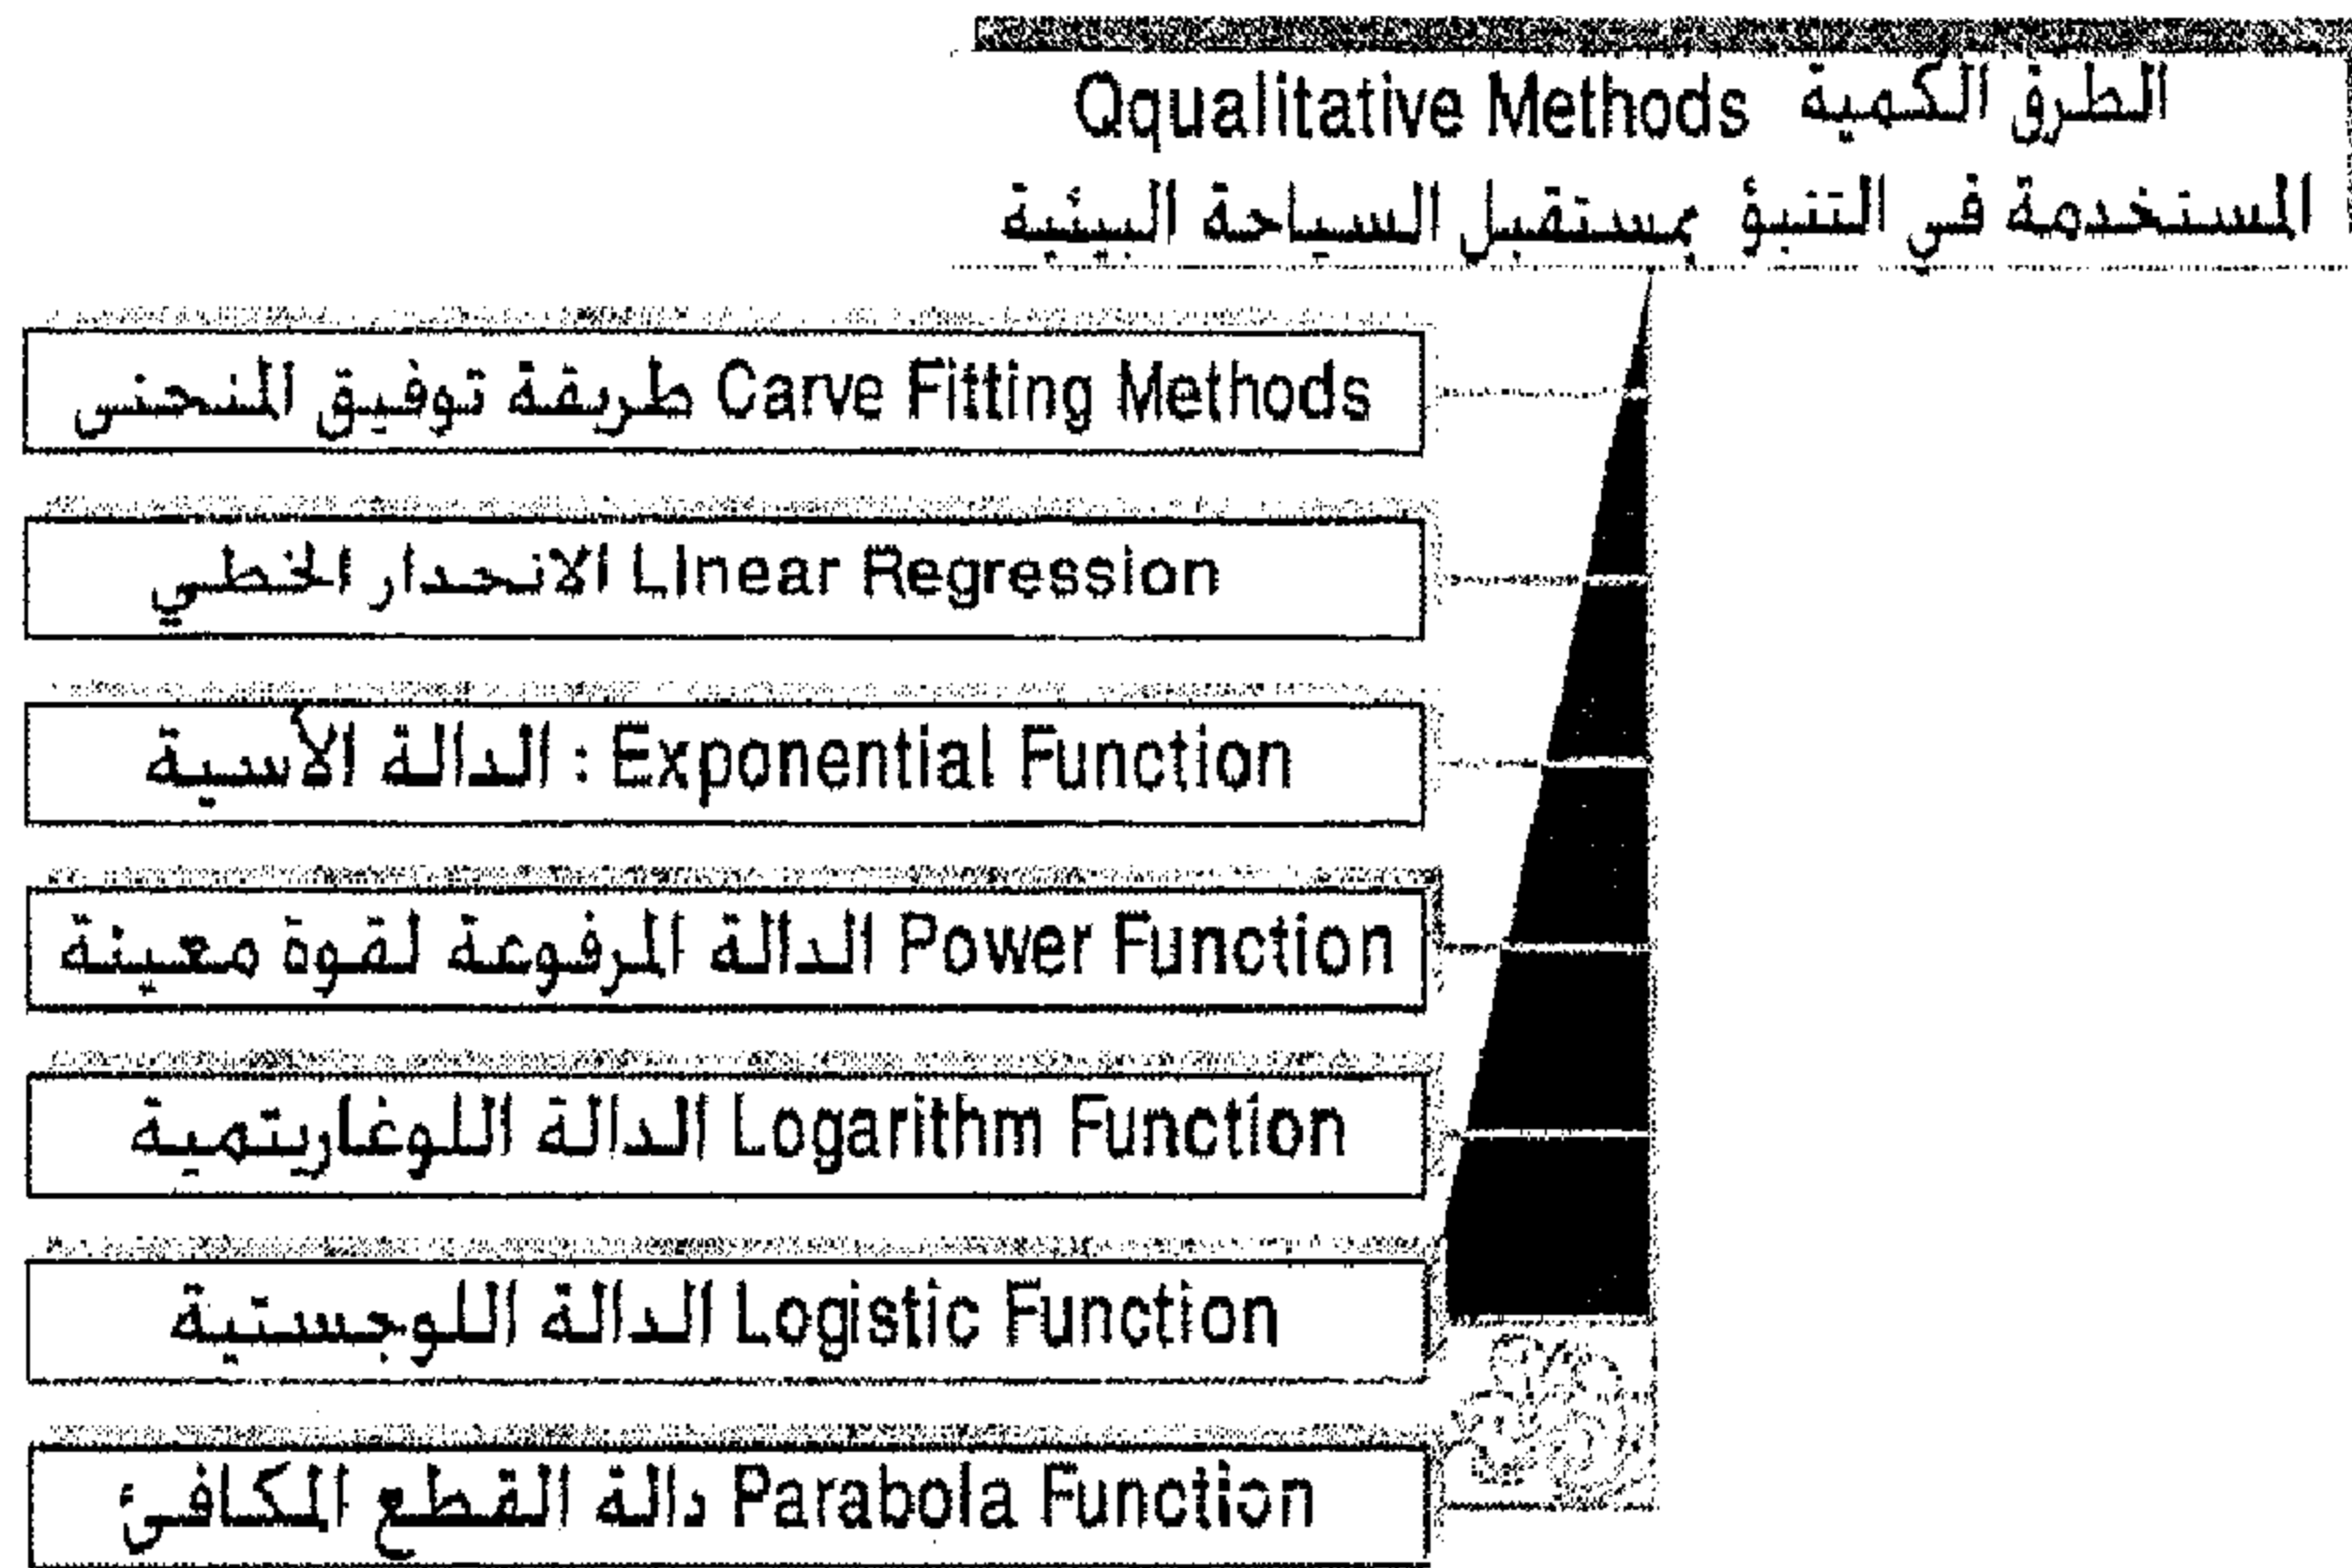 الطرق الكمية Qqualitative Methods
المستخدمة في التنبؤ بمستقبل السياحة البيئية
Carve Fitting Methods طريقة توفيق المنحنى
Linear Regression الانحدار الخطي
Exponential Function : الدالة الأسية
Power Function الدالة المرفوعة لقوة معينة
Logarithm Function الدالة اللوغاريتمية
Logistic Function الدالة اللوجستية
Parabola Function دالة القطع المكافئ